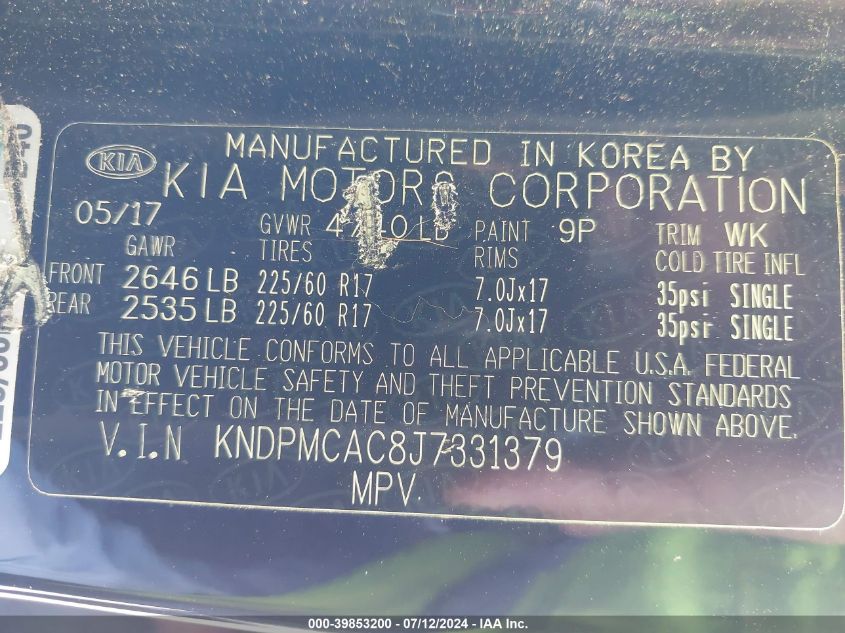 MANUFACTURED IN KOREA BY
KIA KIA MOTORS CORPORATION
05/17 GVWR LB PAINT 9P TRIM WK
GAWR TIRES RIMS COLD TIRE INFL
FRONT 2646 LB 225/60 R17 7.0Jx17 35psi SINGLE
REAR 2535 LB 225/60 R17 7.0Jx17 35psi SINGLE
THIS VEHICLE CONFORMS TO ALL APPLICABLE U.S.A. FEDERAL
MOTOR VEHICLE SAFETY AND THEFT PREVENTION STANDARDS
IN EFFECT ON THE DATE OF MANUFACTURE SHOWN ABOVE.
V.I.N KNDPMCAC8J7331379
MPV
000-39853200 - 07/12/2024 - IAA Inc.